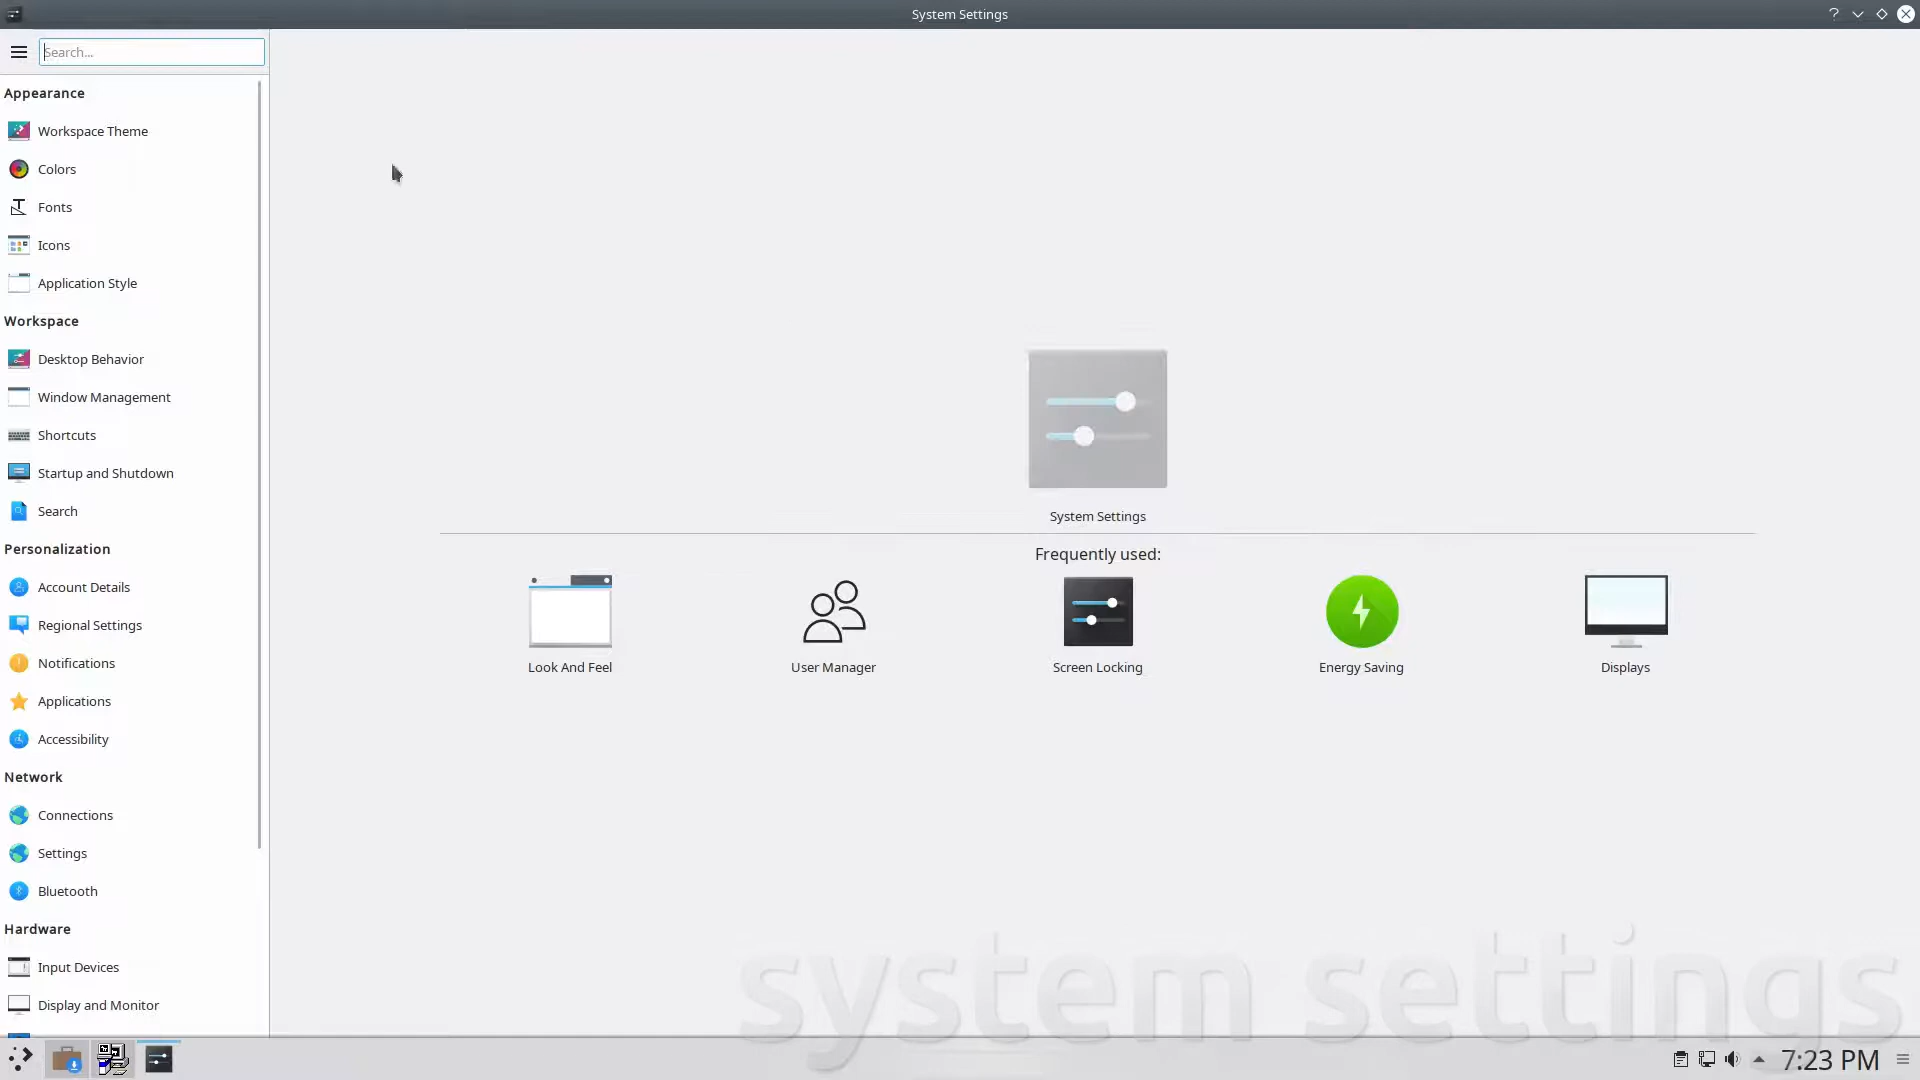 System Settings
Search...
Appearance
Workspace Theme
Colors
Fonts
Icons
Application Style
Workspace
Desktop Behavior
Window Management
Shortcuts
Startup and Shutdown
Search
Personalization
Account Details
Regional Settings
Notifications
Applications
Accessibility
Network
Connections
Settings
Bluetooth
Hardware
Input Devices
Display and Monitor
System Settings
Frequently used:
Look And Feel
User Manager
Screen Locking
Energy Saving
Displays
system settings
7:23 PM